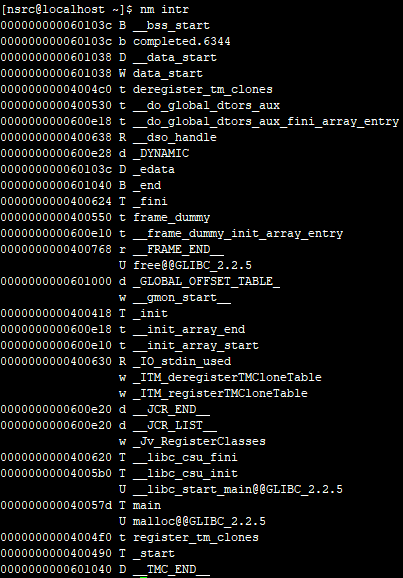 [nsrc@localhost ~]$ nm intr
000000000060103c B __bss_start
000000000060103c b completed.6344
0000000000601038 D __data_start
0000000000601038 W data_start
00000000004004c0 t deregister_tm_clones
0000000000400530 t __do_global_dtors_aux
0000000000600e18 t __do_global_dtors_aux_fini_array_entry
0000000000400638 R __dso_handle
0000000000600e28 d _DYNAMIC
000000000060103c D _edata
0000000000601040 B _end
0000000000400624 T _fini
0000000000400550 t frame_dummy
0000000000600e10 t __frame_dummy_init_array_entry
0000000000400768 r __FRAME_END__
U free@@GLIBC_2.2.5
0000000000601000 d _GLOBAL_OFFSET_TABLE_
w __gmon_start__
0000000000400418 T _init
0000000000600e18 t __init_array_end
0000000000600e10 t __init_array_start
0000000000400630 R _IO_stdin_used
w _ITM_deregisterTMCloneTable
w _ITM_registerTMCloneTable
0000000000600e20 d __JCR_END__
0000000000600e20 d __JCR_LIST__
w _Jv_RegisterClasses
0000000000400620 T __libc_csu_fini
00000000004005b0 T __libc_csu_init
U __libc_start_main@@GLIBC_2.2.5
000000000040057d T main
U malloc@@GLIBC_2.2.5
00000000004004f0 t register_tm_clones
0000000000400490 T _start
0000000000601040 D __TMC_END__